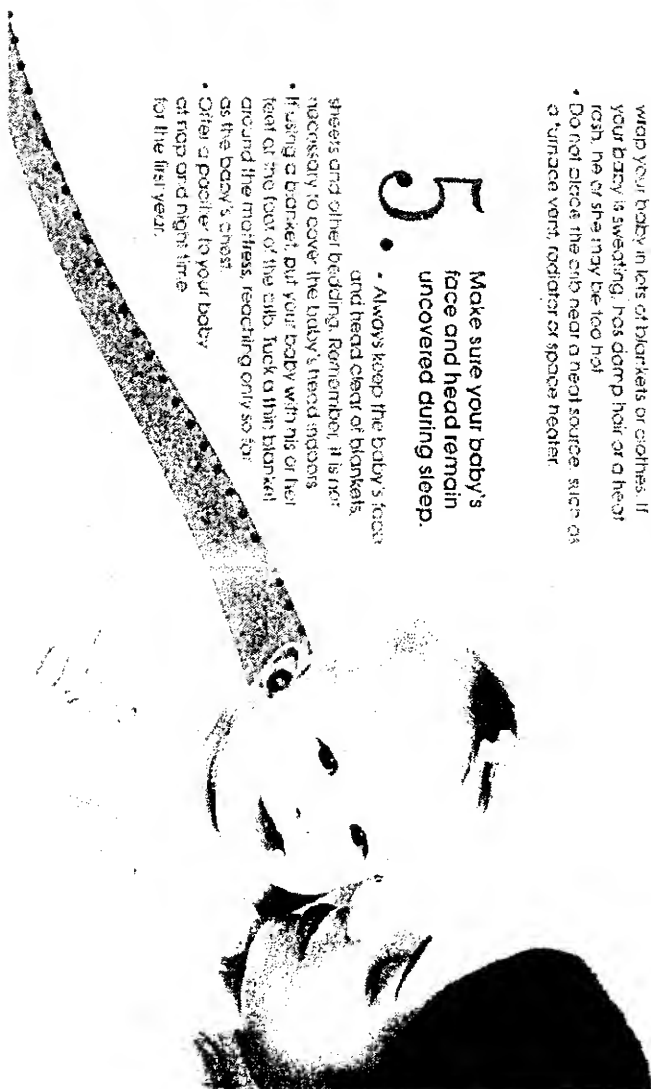 wrap your baby in lots of blankets or clothes. If
your baby is sweating, has damp hair or a heat
rash, he or she may be too hot.
• Do not place the crib near a heat source, such as
a furnace vent, radiator or space heater.
5.
Make sure your baby's
face and head remain
uncovered during sleep.
• Always keep the baby's face
and head clear of blankets,
sheets and other bedding. Remember, it is not
necessary to cover the baby's head indoors.
• If using a blanket, put your baby with his or her
feet at the foot of the crib. Tuck a thin blanket
around the mattress, reaching only so far
as the baby's chest.
• Offer a pacifier to your baby
at nap and night time
for the first year.